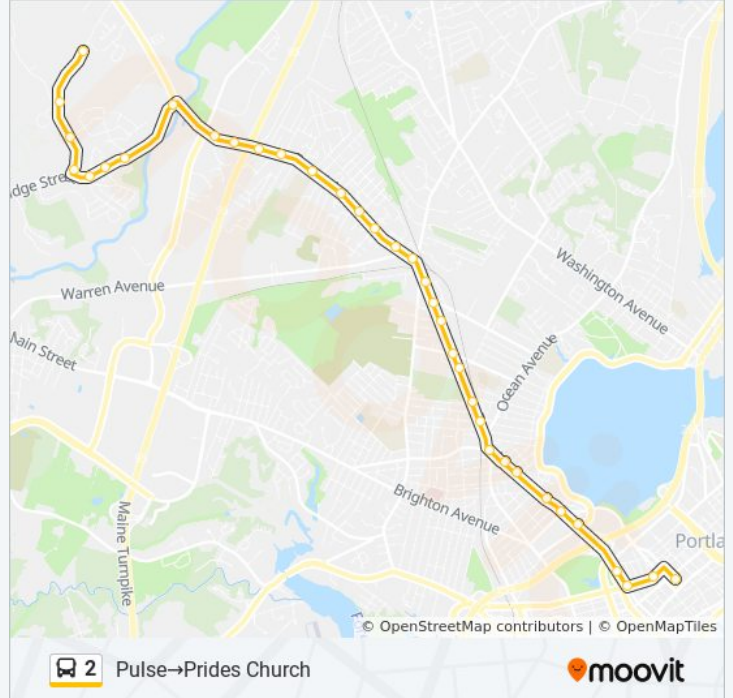 dge Stre
Warren Avenue
Main Street
Washington Avenue
Ocean Avenue
Brighton Avenue
Maine Turnpike
Portla
© OpenStreetMap contributors | © OpenMapTiles
2 Pulse→Prides Church
moovit